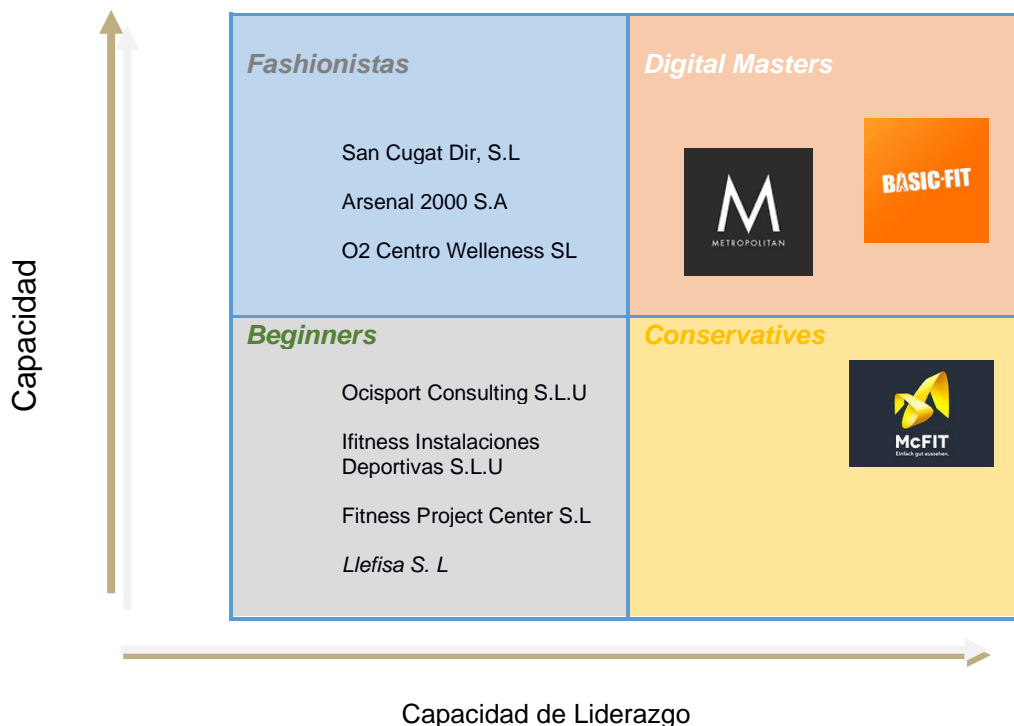 Fashionistas
San Cugat Dir, S.L
Arsenal 2000 S.A
O2 Centro Welleness SL
Digital Masters
M
METROPOLITAN
BASIC-FIT
Capacidad
Beginners
Ocisport Consulting S.L.U
Ifitness Instalaciones
Deportivas S.L.U
Fitness Project Center S.L
Llefisa S. L
Conservatives
McFIT
Einfach gut aussehen.
Capacidad de Liderazgo